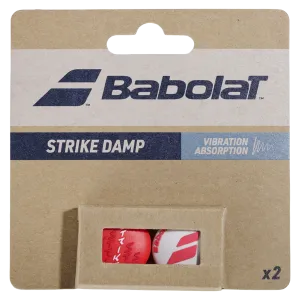 BABOLAT
STRIKE DAMP
VIBRATION
ABSORPTION
x2